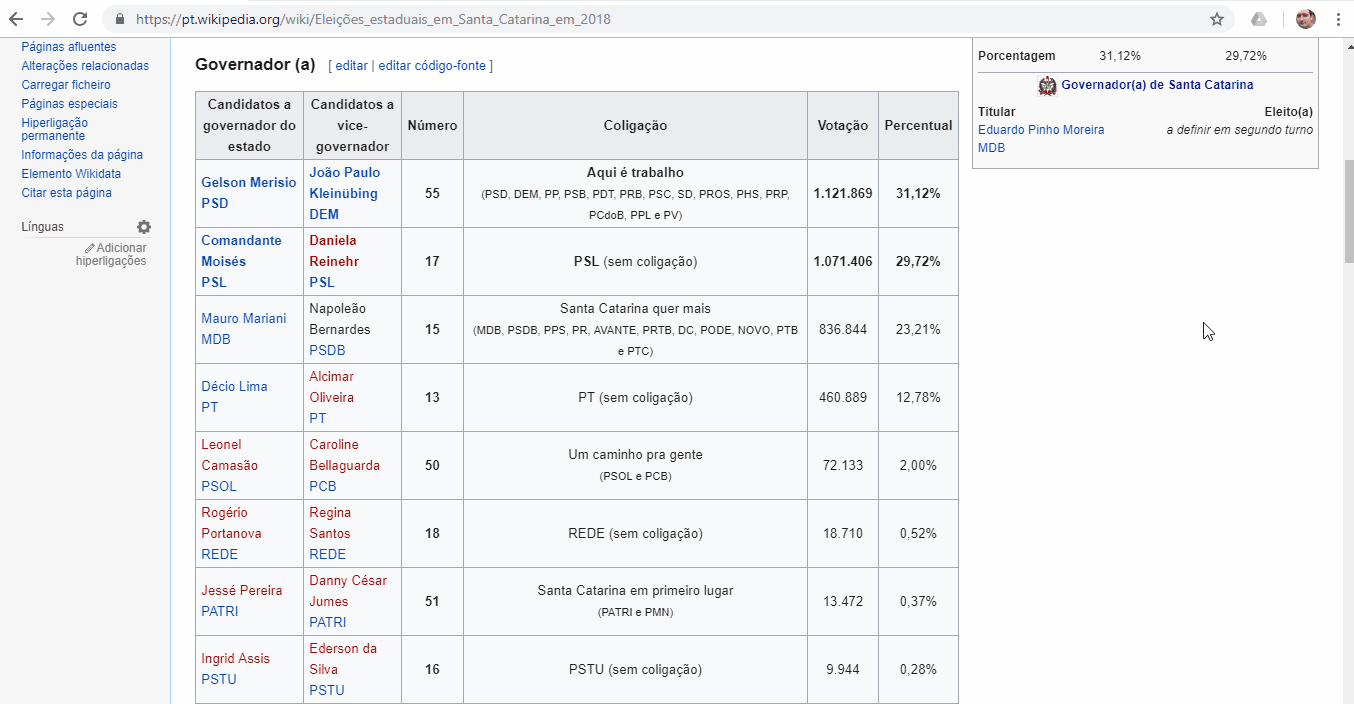 https://pt.wikipedia.org/wiki/Eleições_estaduais_em_Santa_Catarina_em_2018
Páginas afluentes
Alterações relacionadas
Carregar ficheiro
Páginas especiais
Hiperligação
permanente
Informações da página
Elemento Wikidata
Citar esta página
Línguas
Adicionar
hiperligações
Governador (a) [ editar | editar código-fonte ]
Candidatos a
governador do
estado
Candidatos a
vice-
governador
Número
Coligação
Votação
Percentual
Gelson Merisio
PSD
João Paulo
Kleinübing
DEM
55
Aqui é trabalho
(PSD, DEM, PP, PSB, PDT, PRB, PSC, SD, PROS, PHS, PRP,
PCdoB, PPL e PV)
1.121.869
31,12%
Comandante
Moisés
PSL
Daniela
Reinehr
PSL
17
PSL (sem coligação)
1.071.406
29,72%
Mauro Mariani
MDB
Napoleão
Bernardes
PSDB
15
Santa Catarina quer mais
(MDB, PSDB, PPS, PR, AVANTE, PRTB, DC, PODE, NOVO, PTB
e PTC)
836.844
23,21%
Décio Lima
PT
Alcimar
Oliveira
PT
13
PT (sem coligação)
460.889
12,78%
Leonel
Camasão
PSOL
Caroline
Bellaguarda
PCB
50
Um caminho pra gente
(PSOL e PCB)
72.133
2,00%
Rogério
Portanova
REDE
Regina
Santos
REDE
18
REDE (sem coligação)
18.710
0,52%
Jessé Pereira
PATRI
Danny César
Jumes
PATRI
51
Santa Catarina em primeiro lugar
(PATRI e PMN)
13.472
0,37%
Ingrid Assis
PSTU
Ederson da
Silva
PSTU
16
PSTU (sem coligação)
9.944
0,28%
Porcentagem 31,12% 29,72%
Governador(a) de Santa Catarina
Titular Eleito(a)
Eduardo Pinho Moreira a definir em segundo turno
MDB